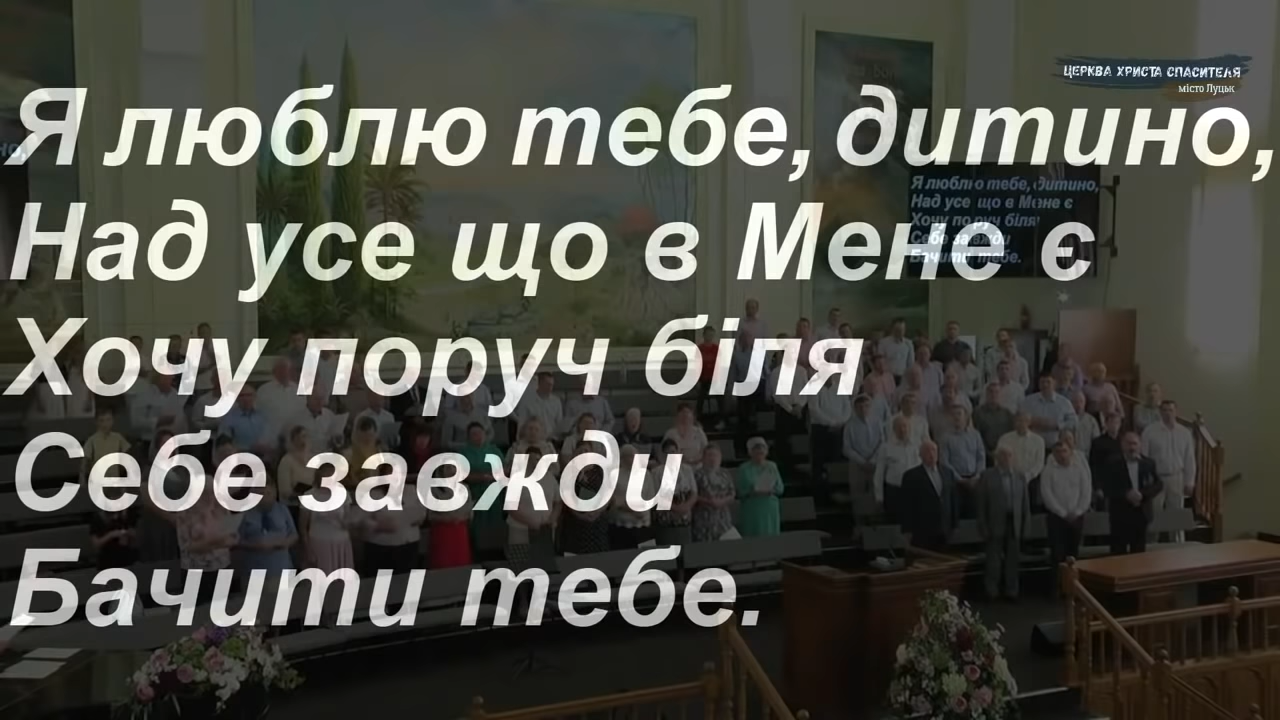 ЦЕРКВА ХРИСТА СПАСИТЕЛЯ
місто Луцьк
Я люблю тебе, дитино,
Над усе що в Мене є
Хочу поруч біля
Себе завжди
Бачити тебе.
Я люблю тебе, дитино,
Над усе що в Мене є
Хочу поруч біля
Себе завжди
Бачити тебе.